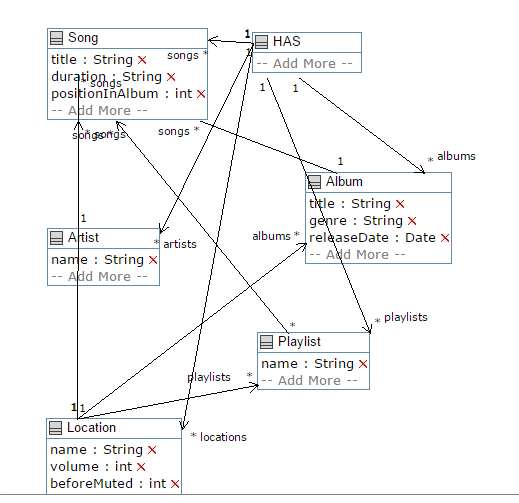 Song
title : String ×
duration : String ×
positionInAlbum : int ×
-- Add More --
songs *
* songs
1
1
HAS
-- Add More --
1
1
songs
* songs
songs *
1
* albums
Album
title : String ×
genre : String ×
releaseDate : Date ×
-- Add More --
1
Artist
name : String ×
-- Add More --
* artists
albums *
* playlists
*
Playlist
name : String ×
-- Add More --
playlists *
1
1
Location
name : String ×
volume : int ×
beforeMuted : int ×
* locations